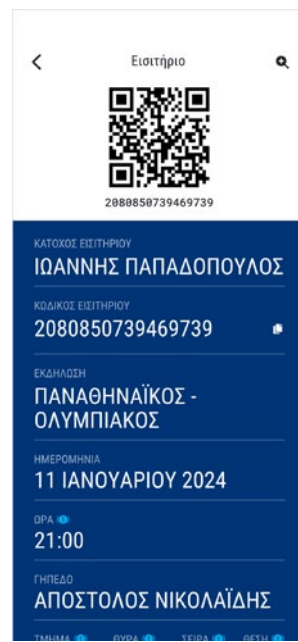 Εισιτήριο
2080850739469739
ΚΑΤΟΧΟΣ ΕΙΣΙΤΗΡΙΟΥ
ΙΩΑΝΝΗΣ ΠΑΠΑΔΟΠΟΥΛΟΣ
ΚΩΔΙΚΟΣ ΕΙΣΙΤΗΡΙΟΥ
2080850739469739
ΕΚΔΗΛΩΣΗ
ΠΑΝΑΘΗΝΑΪΚΟΣ -
ΟΛΥΜΠΙΑΚΟΣ
ΗΜΕΡΟΜΗΝΙΑ
11 ΙΑΝΟΥΑΡΙΟΥ 2024
ΩΡΑ
21:00
ΓΗΠΕΔΟ
ΑΠΟΣΤΟΛΟΣ ΝΙΚΟΛΑΪΔΗΣ
ΤΜΗΜΑ ΘΥΡΑ ΣΕΙΡΑ ΘΕΣΗ